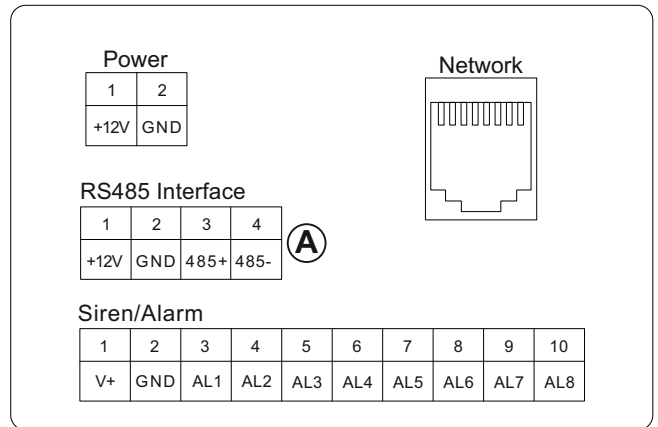 Power
1 2
+12V GND
Network
RS485 Interface
1 2 3 4
+12V GND 485+ 485-
A
Siren/Alarm
1 2 3 4 5 6 7 8 9 10
V+ GND AL1 AL2 AL3 AL4 AL5 AL6 AL7 AL8